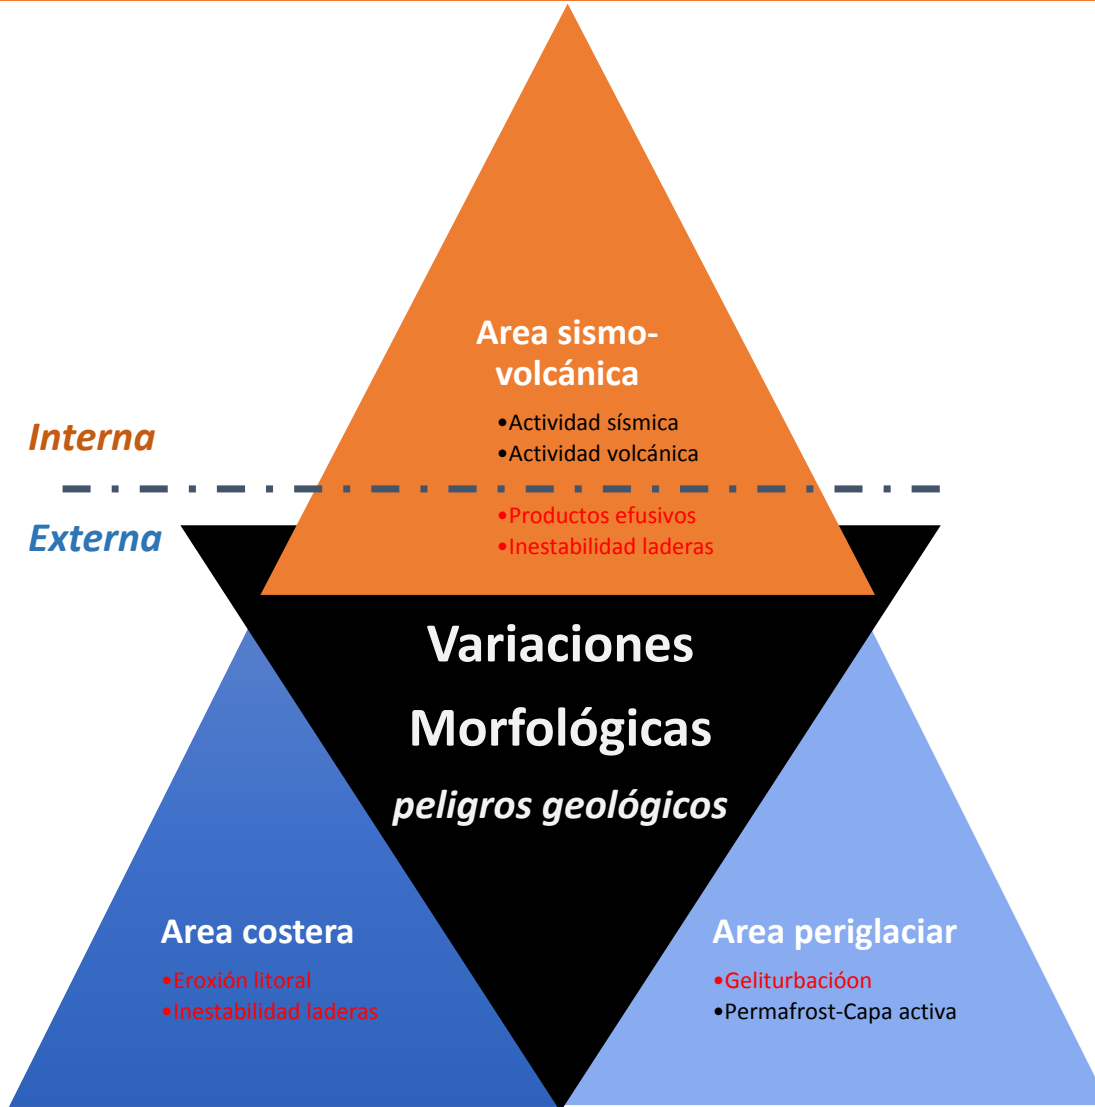 Area sismo-
volcánica
•Actividad sísmica
•Actividad volcánica
Interna
Externa
•Productos efusivos
•Inestabilidad laderas
Variaciones
Morfológicas
peligros geológicos
Area costera
•Eroxión litoral
•Inestabilidad laderas
Area periglaciar
•Geliturbacióon
•Permafrost-Capa activa